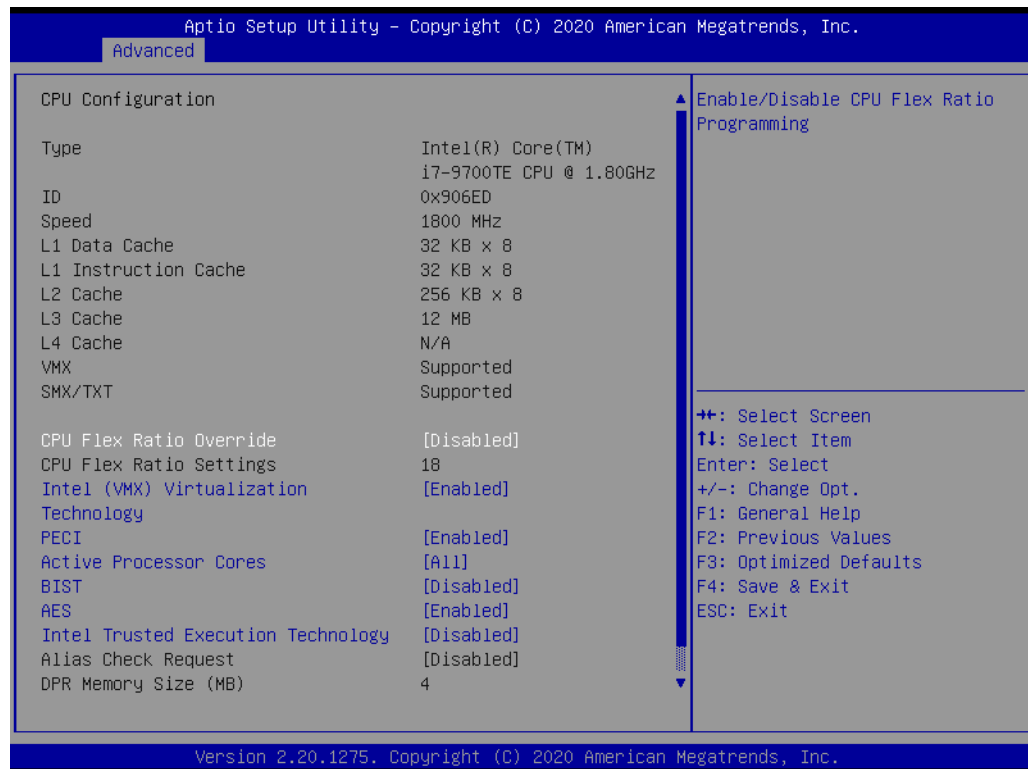 Aptio Setup Utility – Copyright (C) 2020 American Megatrends, Inc.
Advanced
CPU Configuration
Type Intel(R) Core(TM)
i7-9700TE CPU @ 1.80GHz
ID 0x906ED
Speed 1800 MHz
L1 Data Cache 32 KB x 8
L1 Instruction Cache 32 KB x 8
L2 Cache 256 KB x 8
L3 Cache 12 MB
L4 Cache N/A
VMX Supported
SMX/TXT Supported
CPU Flex Ratio Override [Disabled]
CPU Flex Ratio Settings 18
Intel (VMX) Virtualization [Enabled]
Technology
PECI [Enabled]
Active Processor Cores [All]
BIST [Disabled]
AES [Enabled]
Intel Trusted Execution Technology [Disabled]
Alias Check Request [Disabled]
DPR Memory Size (MB) 4
Enable/Disable CPU Flex Ratio
Programming
→←: Select Screen
↑↓: Select Item
Enter: Select
+/-: Change Opt.
F1: General Help
F2: Previous Values
F3: Optimized Defaults
F4: Save & Exit
ESC: Exit
Version 2.20.1275. Copyright (C) 2020 American Megatrends, Inc.